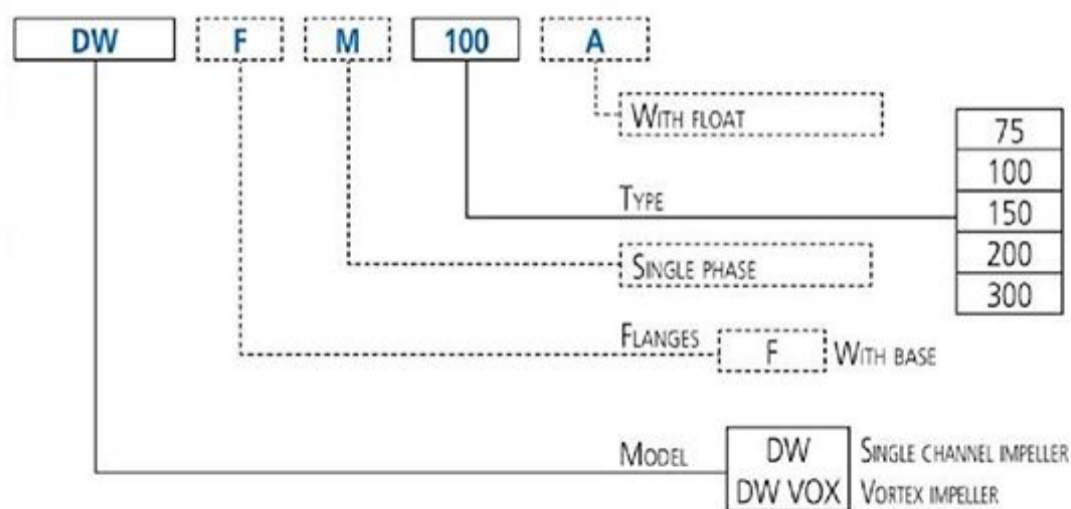 DW F M 100 A
WITH FLOAT
75
100
TYPE
150
200
SINGLE PHASE
300
FLANGES F WITH BASE
MODEL DW SINGLE CHANNEL IMPELLER
DW VOX VORTEX IMPELLER